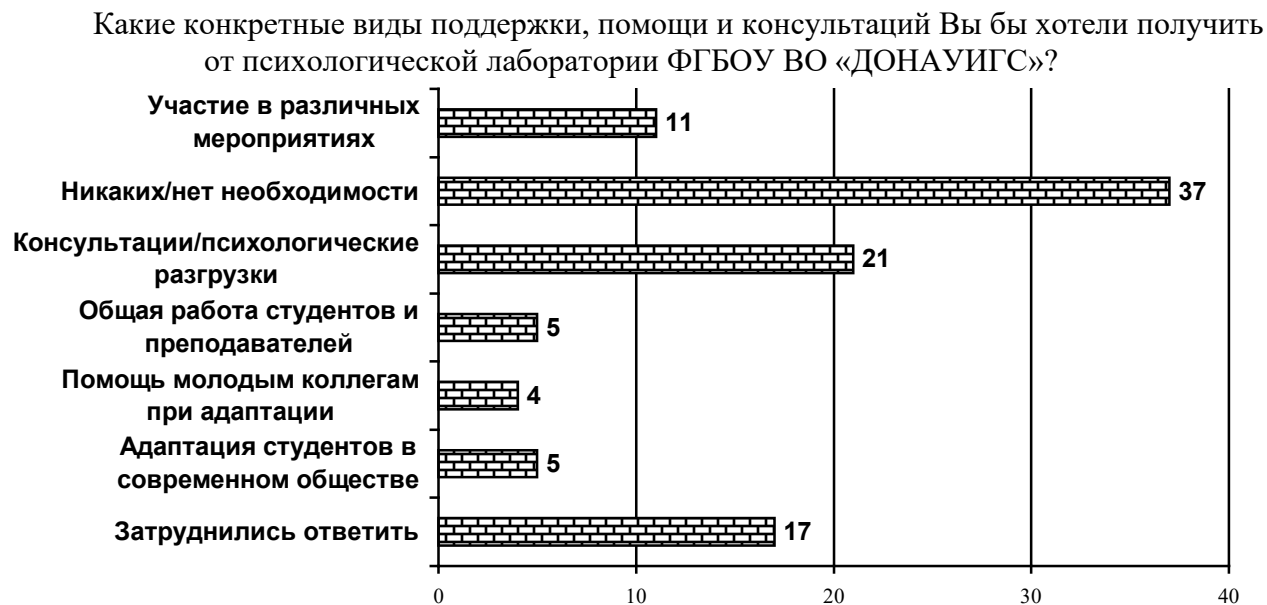 Какие конкретные виды поддержки, помощи и консультаций Вы бы хотели получить
от психологической лаборатории ФГБОУ ВО «ДОНАУИГС»?
Участие в различных
мероприятиях
11
Никаких/нет необходимости
37
Консультации/психологические
разгрузки
21
Общая работа студентов и
преподавателей
5
Помощь молодым коллегам
при адаптации
4
Адаптация студентов в
современном обществе
5
Затруднились ответить
17
0 10 20 30 40